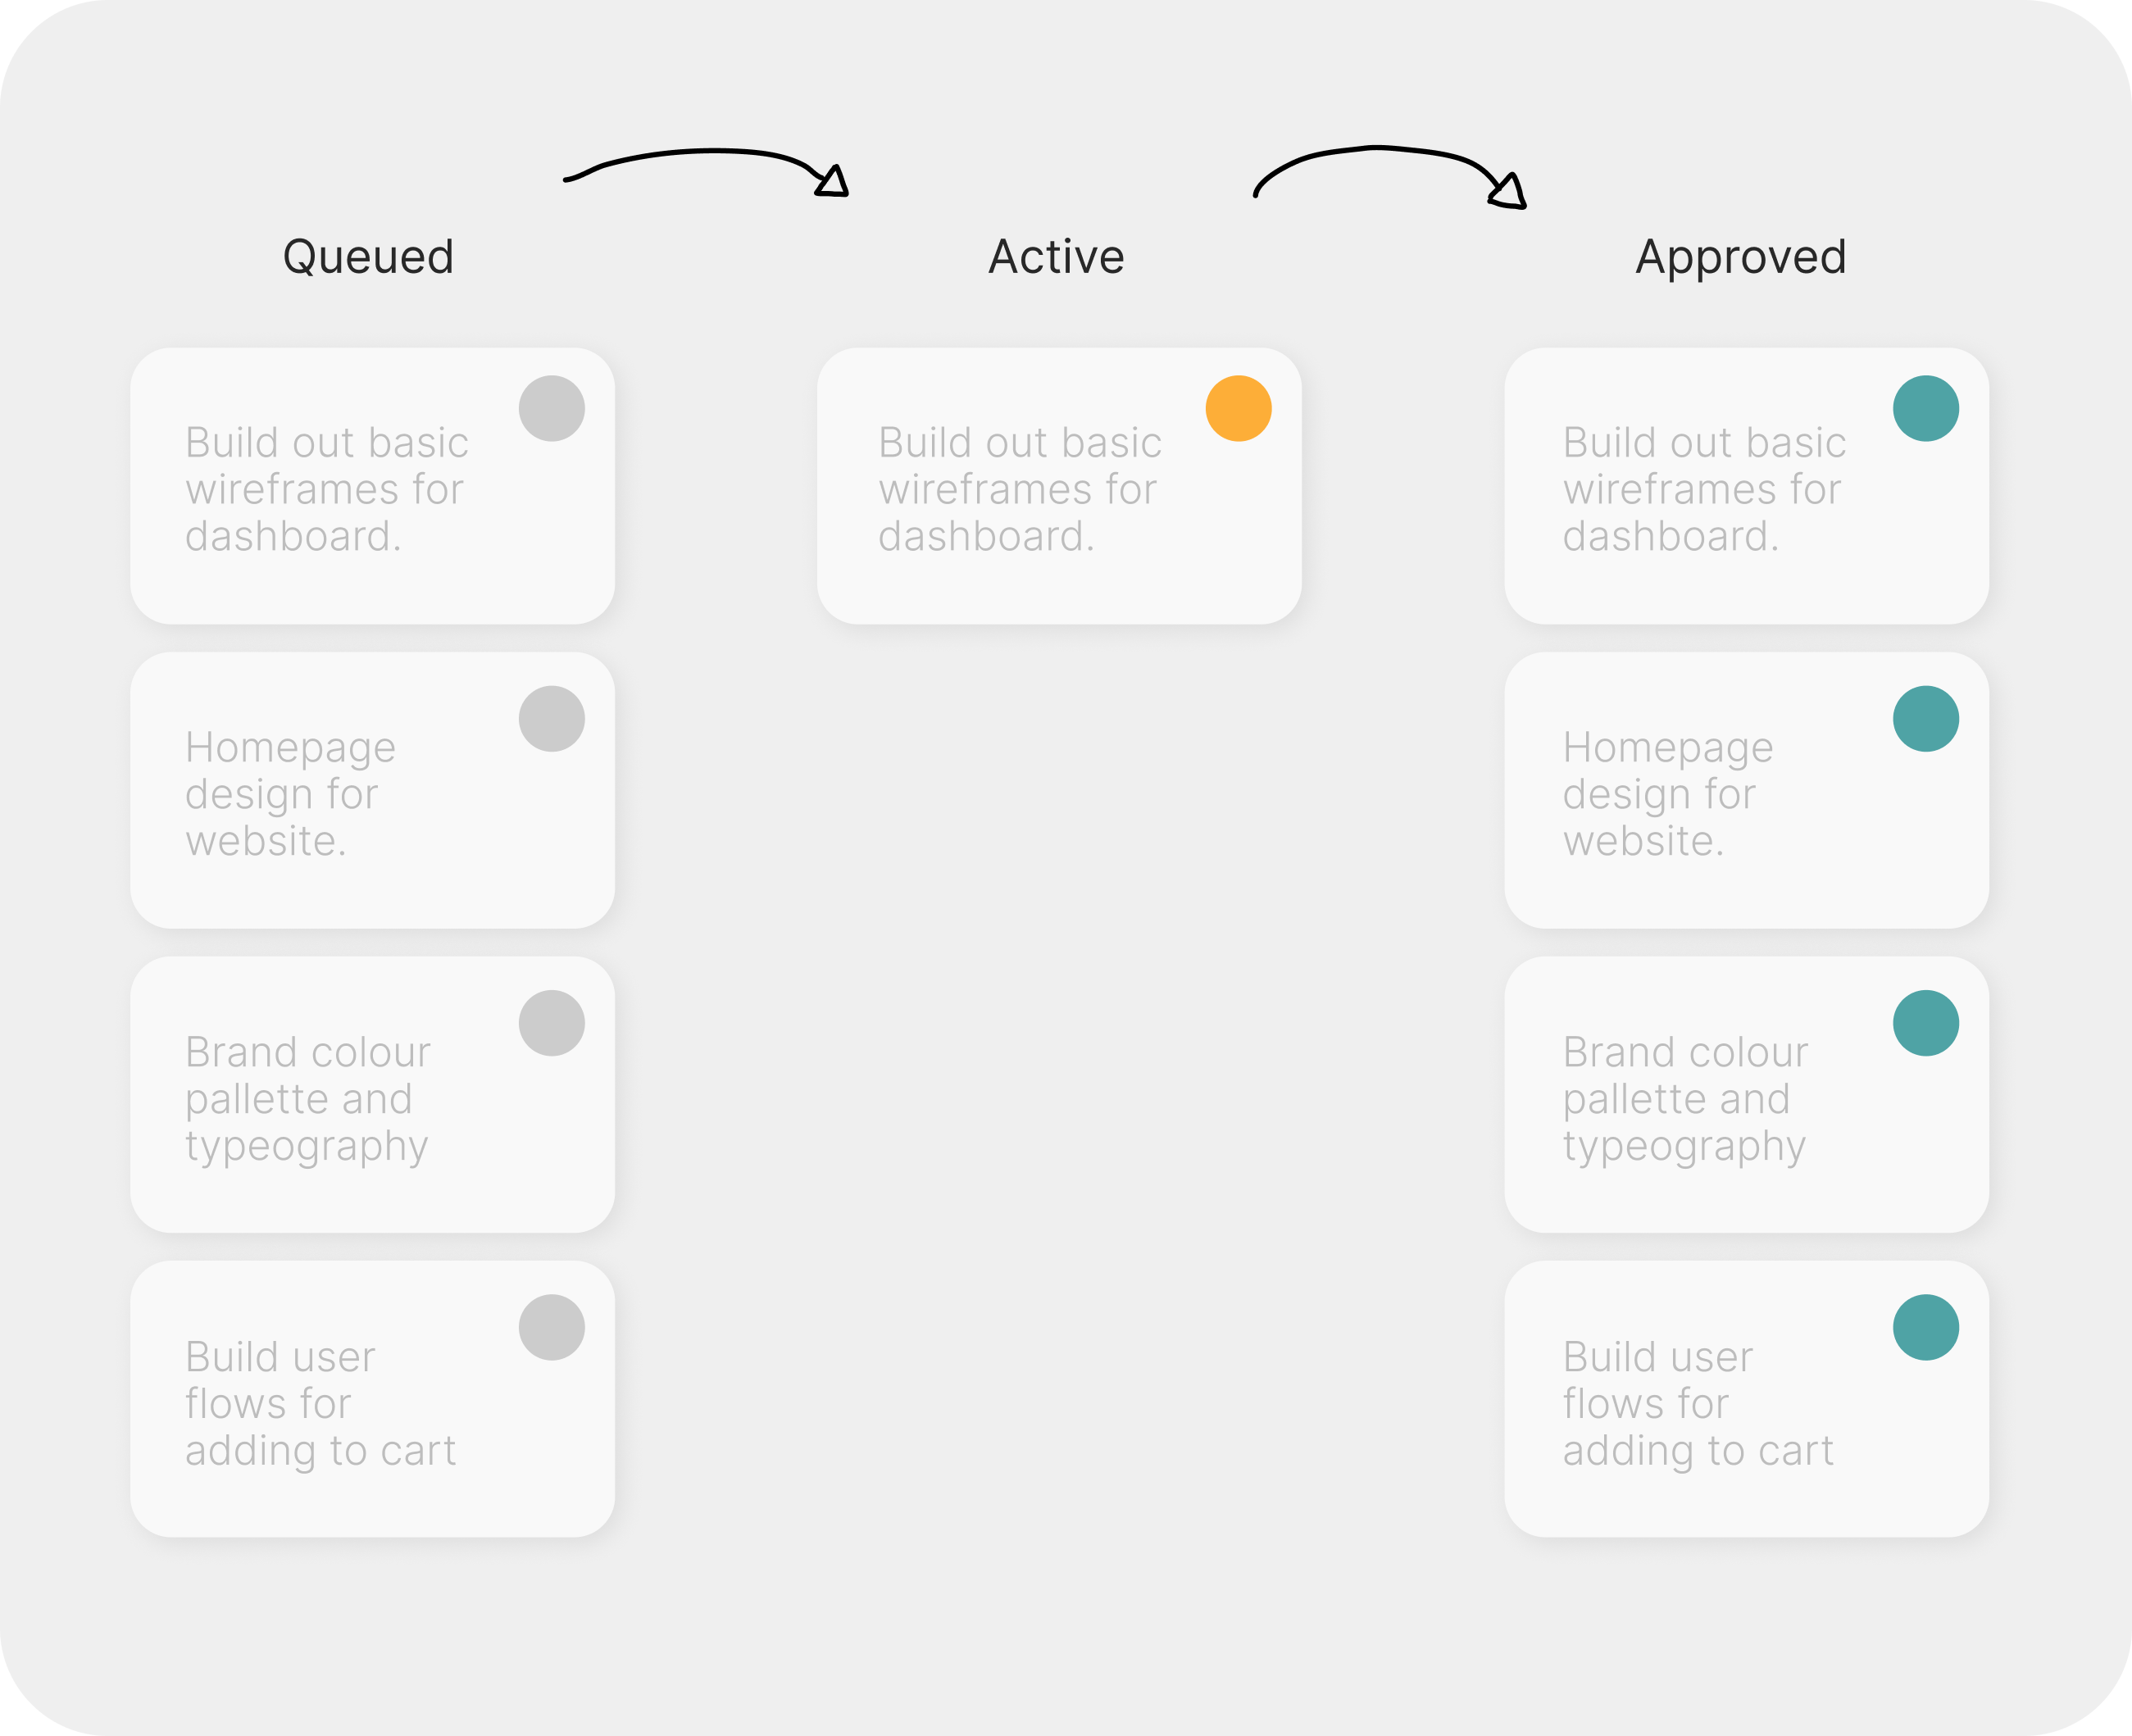 Queued
Active
Approved
Build out basic
wireframes for
dashboard.
Homepage
design for
website.
Brand colour
pallette and
typeography
Build user
flows for
adding to cart
Build out basic
wireframes for
dashboard.
Build out basic
wireframes for
dashboard.
Homepage
design for
website.
Brand colour
pallette and
typeography
Build user
flows for
adding to cart